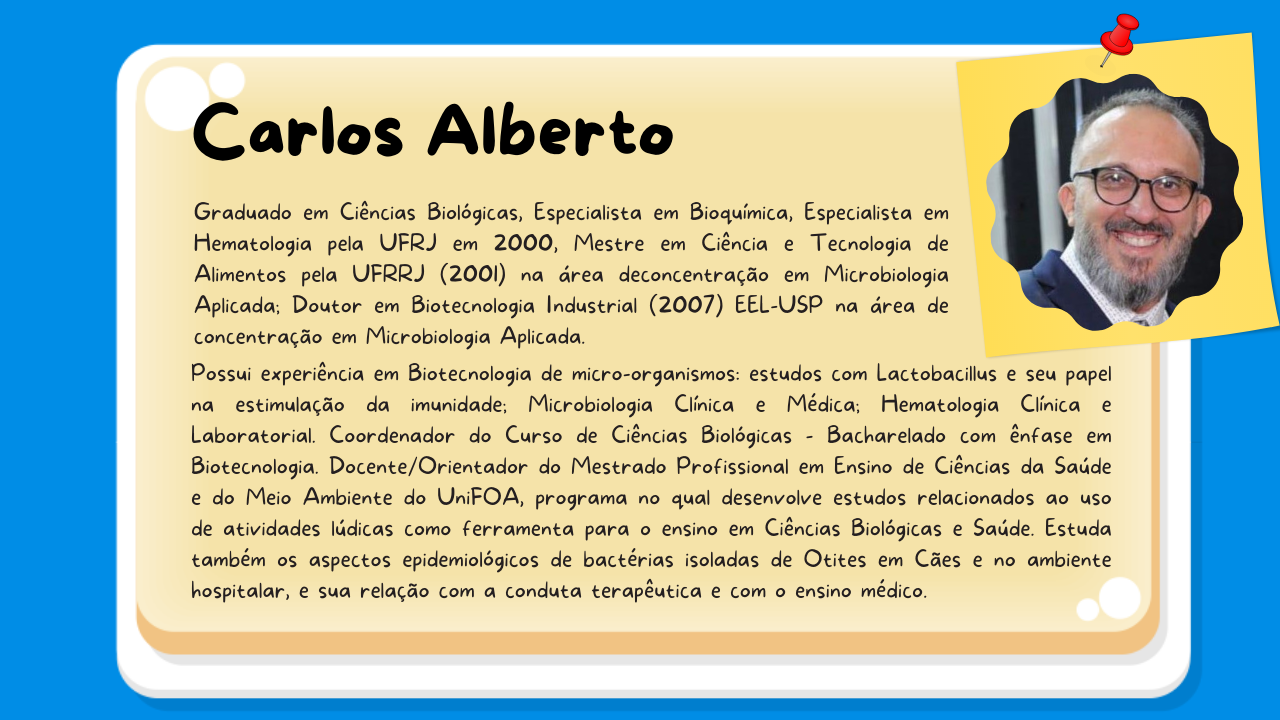 Carlos Alberto
Graduado em Ciências Biológicas, Especialista em Bioquímica, Especialista em
Hematologia pela UFRJ em 2000, Mestre em Ciência e Tecnologia de
Alimentos pela UFRRJ (2001) na área deconcentração em Microbiologia
Aplicada; Doutor em Biotecnologia Industrial (2007) EEL-USP na área de
concentração em Microbiologia Aplicada.
Possui experiência em Biotecnologia de micro-organismos: estudos com Lactobacillus e seu papel
na estimulação da imunidade; Microbiologia Clínica e Médica; Hematologia Clínica e
Laboratorial. Coordenador do Curso de Ciências Biológicas - Bacharelado com ênfase em
Biotecnologia. Docente/Orientador do Mestrado Profissional em Ensino de Ciências da Saúde
e do Meio Ambiente do UniFOA, programa no qual desenvolve estudos relacionados ao uso
de atividades lúdicas como ferramenta para o ensino em Ciências Biológicas e Saúde. Estuda
também os aspectos epidemiológicos de bactérias isoladas de Otites em Cães e no ambiente
hospitalar, e sua relação com a conduta terapêutica e com o ensino médico.